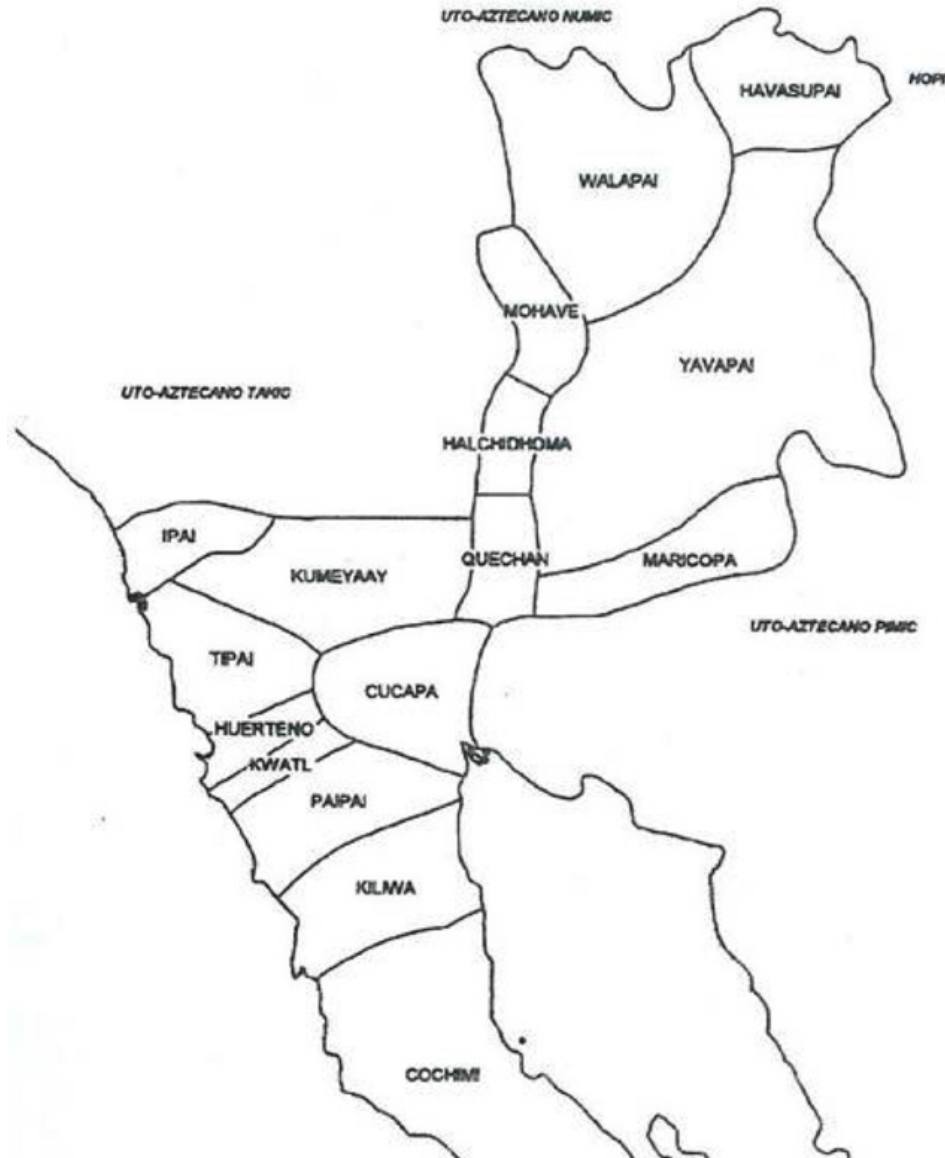 UTO-AZTECANO NUMIC
HAVASUPAI
HOPI
WALAPAI
MOHAVE
YAVAPAI
UTO-AZTECANO TAKIC
HALCHIDHOMA
IPAI
KUMEYAAY
QUECHAN
MARICOPA
UTO-AZTECANO PIMIC
TIPAI
CUCAPA
HUERTENO
KWATL
PAIPAI
KILIWA
COCHIMI